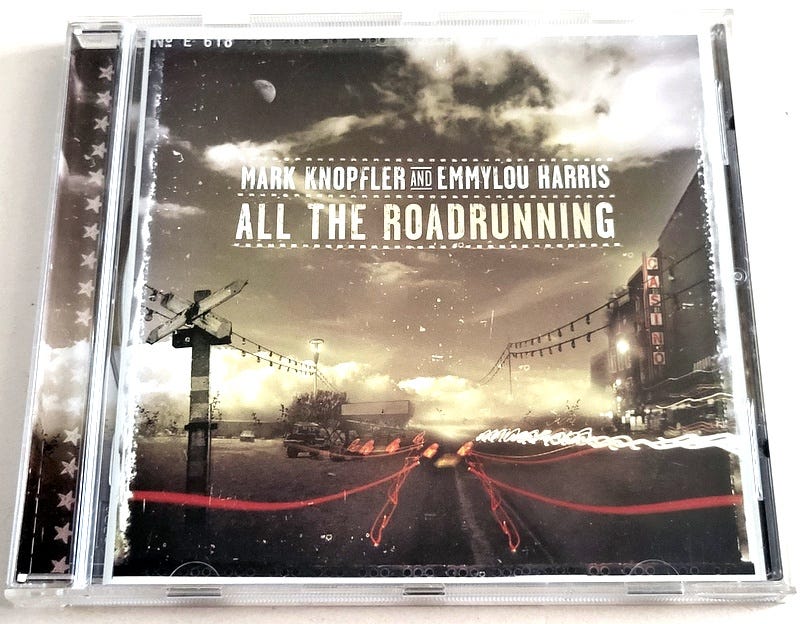 Nº E 618
MARK KNOPFLER AND EMMYLOU HARRIS
ALL THE ROADRUNNING
CASINO